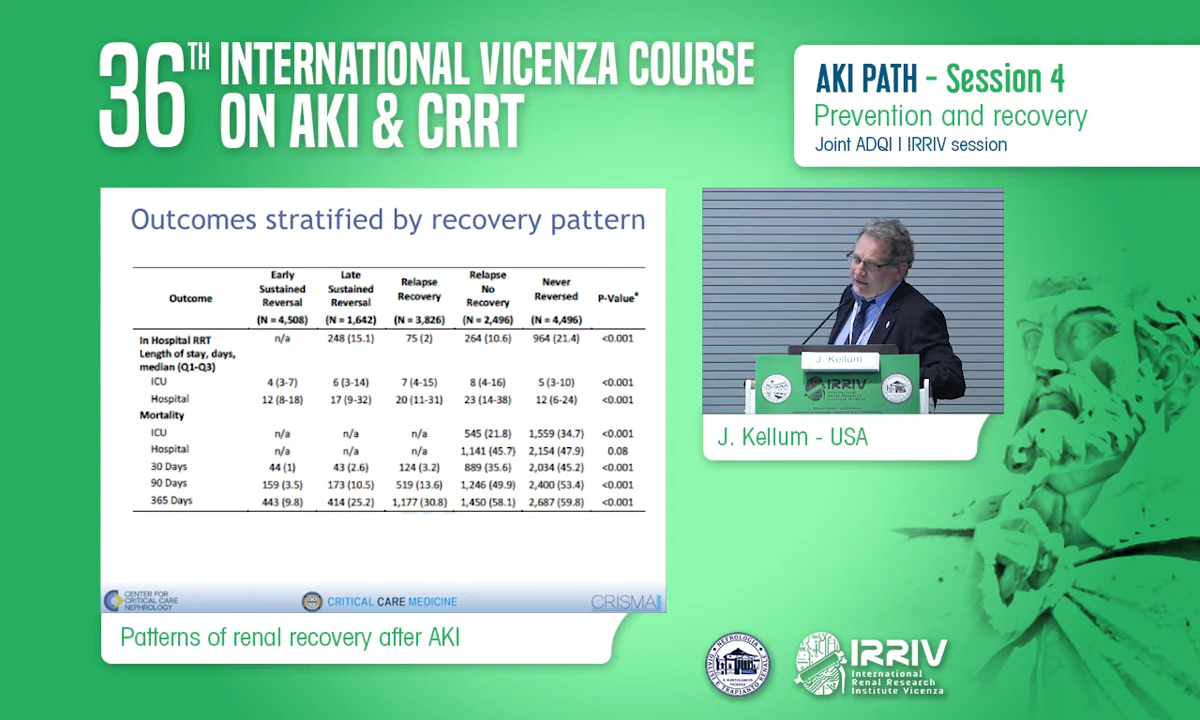 36TH INTERNATIONAL VICENZA COURSE
ON AKI & CRRT
AKI PATH - Session 4
Prevention and recovery
Joint ADQI | IRRIV session
Outcomes stratified by recovery pattern
Outcome | Early Sustained Reversal (N = 4,508) | Late Sustained Reversal (N = 1,642) | Relapse Recovery (N = 3,826) | Relapse No Recovery (N = 2,496) | Never Reversed (N = 4,496) | P-Value*
In Hospital RRT | n/a | 248 (15.1) | 75 (2) | 264 (10.6) | 964 (21.4) | <0.001
Length of stay, days,
median (Q1-Q3)
ICU | 4 (3-7) | 6 (3-14) | 7 (4-15) | 8 (4-16) | 5 (3-10) | <0.001
Hospital | 12 (8-18) | 17 (9-32) | 20 (11-31) | 23 (14-38) | 12 (6-24) | <0.001
Mortality
ICU | n/a | n/a | n/a | 545 (21.8) | 1,559 (34.7) | <0.001
Hospital | n/a | n/a | n/a | 1,141 (45.7) | 2,154 (47.9) | 0.08
30 Days | 44 (1) | 43 (2.6) | 124 (3.2) | 889 (35.6) | 2,034 (45.2) | <0.001
90 Days | 159 (3.5) | 173 (10.5) | 519 (13.6) | 1,246 (49.9) | 2,400 (53.4) | <0.001
365 Days | 443 (9.8) | 414 (25.2) | 1,177 (30.8) | 1,450 (58.1) | 2,687 (59.8) | <0.001
CENTER FOR
CRITICAL CARE
NEPHROLOGY
CRITICAL CARE MEDICINE
CRISMA
Patterns of renal recovery after AKI
J. Kellum
IRRIV
J. Kellum - USA
NEFROLOGIA
DIALISI E TRAPIANTO RENALE
S. BORTOLO
VICENZA
IRRIV
International
Renal Research
Institute Vicenza